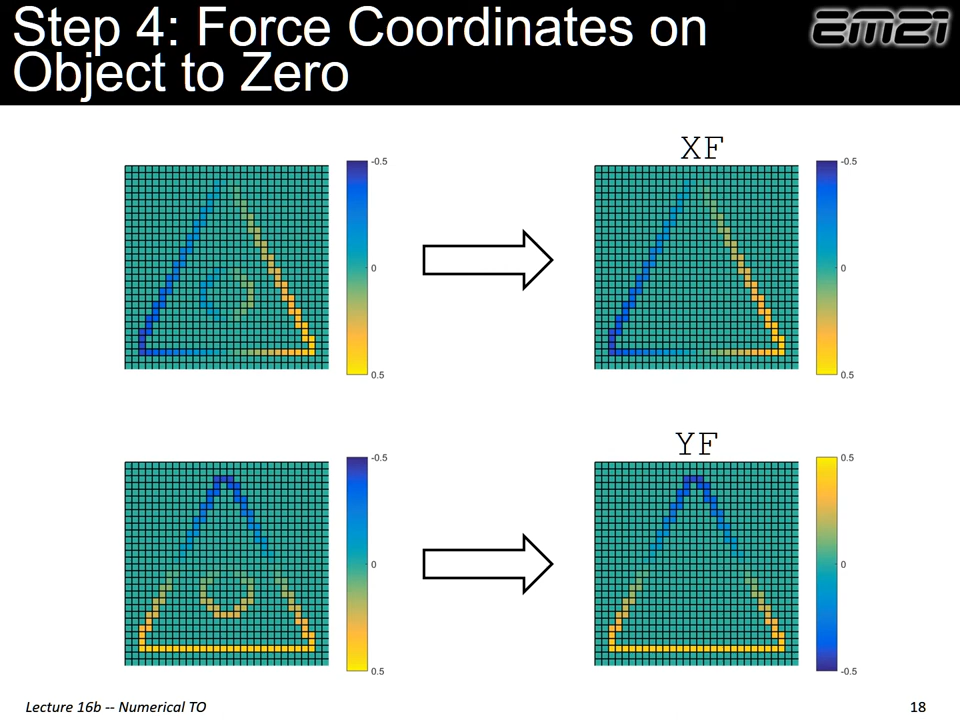 Step 4: Force Coordinates on
Object to Zero
EM21
XF
-0.5
0
0.5
-0.5
0
0.5
YF
-0.5
0
0.5
0.5
0
-0.5
Lecture 16b -- Numerical TO
18